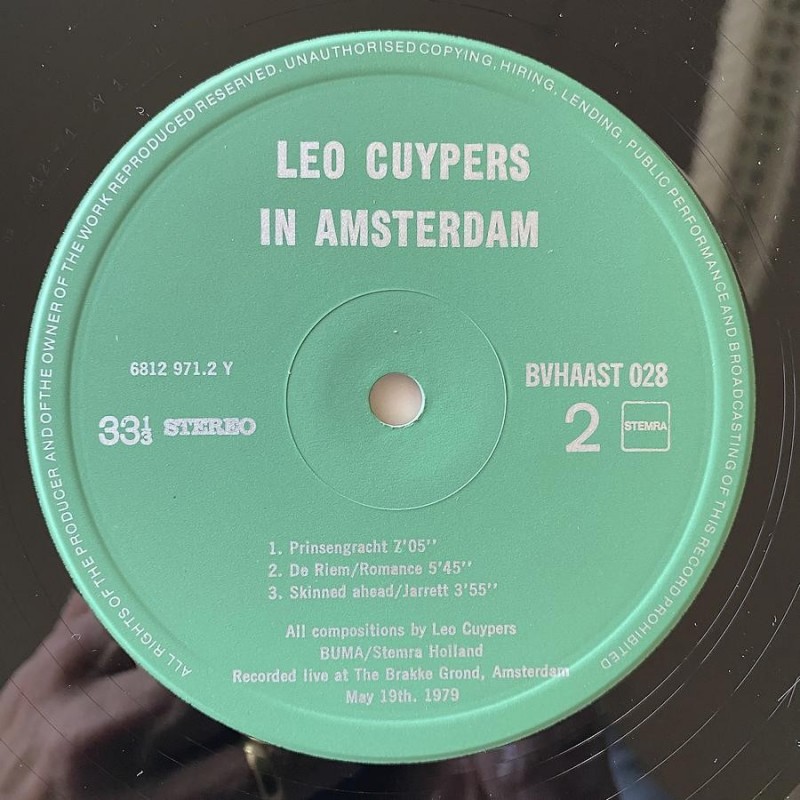 ALL RIGHTS OF THE PRODUCER AND OF THE OWNER OF THE WORK REPRODUCED RESERVED. UNAUTHORISED COPYING, HIRING, LENDING, PUBLIC PERFORMANCE AND BROADCASTING OF THIS RECORD PROHIBITED
LEO CUYPERS
IN AMSTERDAM
6812 971.2 Y
BVHAAST 028
33⅓ STEREO
2 STEMRA
1. Prinsengracht 7'05''
2. De Riem/Romance 5'45''
3. Skinned ahead/Jarrett 3'55''
All compositions by Leo Cuypers
BUMA/Stemra Holland
Recorded live at The Brakke Grond, Amsterdam
May 19th. 1979